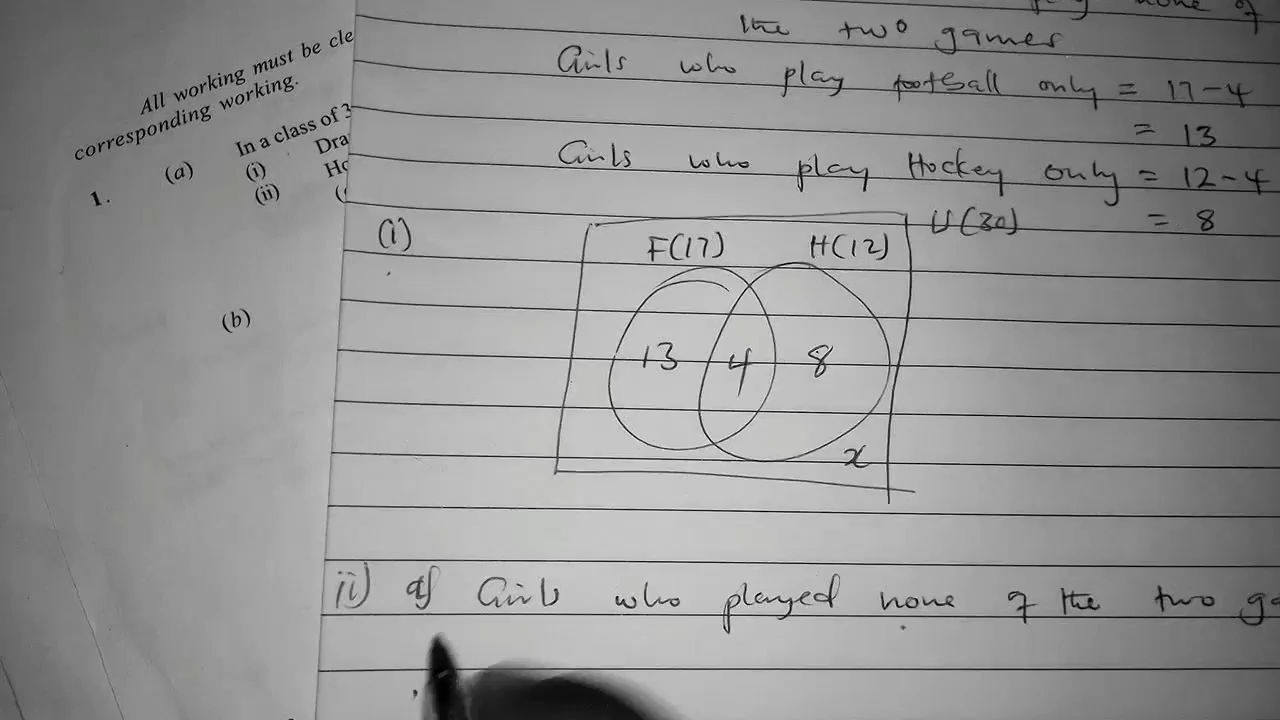 All working must be cle
corresponding working.
1. (a) In a class of 3
(i) Dra
(ii) Ho
(b)
none of
the two games
Girls who play football only = 17 - 4
= 13
Girls who play Hockey only = 12 - 4
= 8
(i)
U(30)
F(17) H(12)
13 4 8
x
ii) a) Girls who played none of the two ga